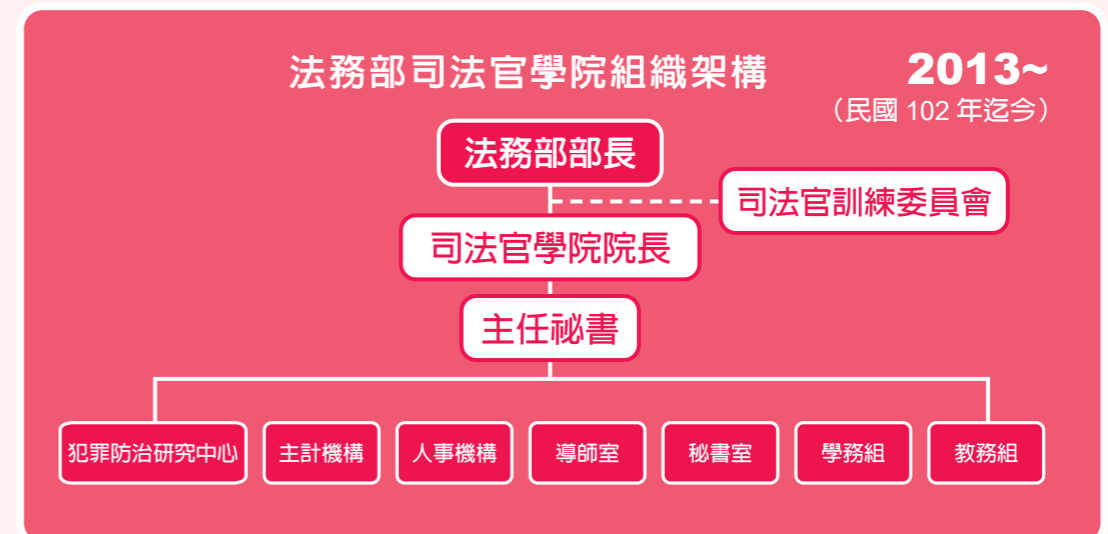 法務部司法官學院組織架構
2013~
（民國 102 年迄今）
法務部部長
司法官訓練委員會
司法官學院院長
主任祕書
犯罪防治研究中心
主計機構
人事機構
導師室
秘書室
學務組
教務組